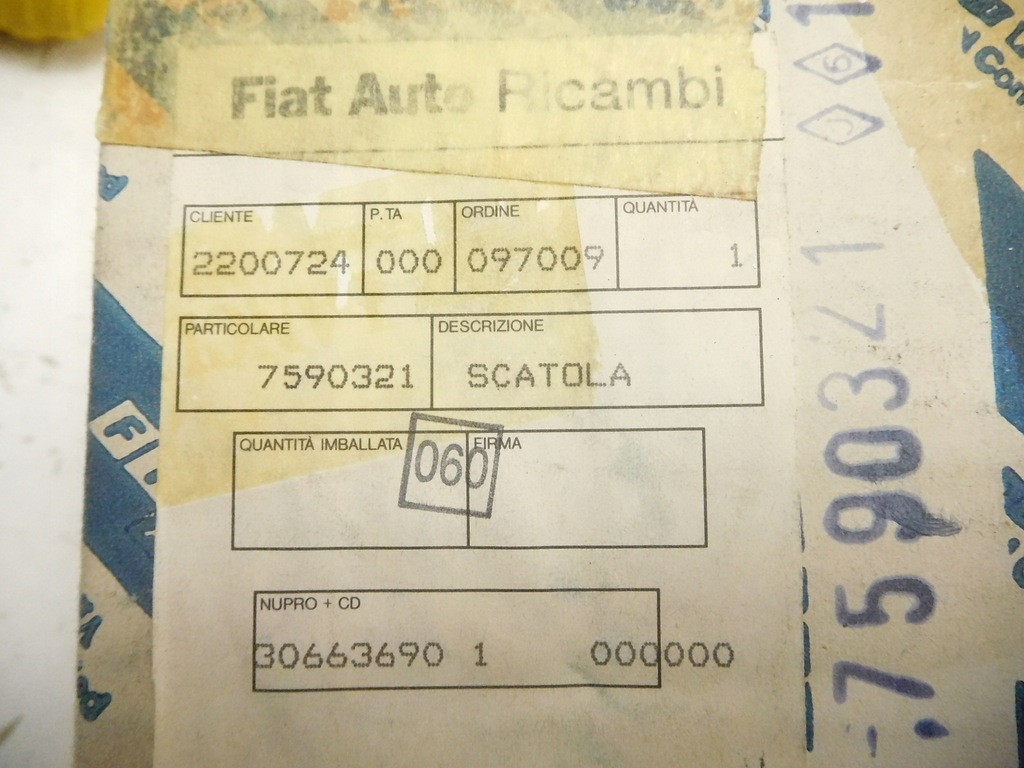 Fiat Auto Ricambi
CLIENTE P.TA ORDINE QUANTITÀ
2200724 000 097009 1
PARTICOLARE DESCRIZIONE
7590321 SCATOLA
QUANTITÀ IMBALLATA FIRMA
060
NUPRO + CD
30663690 1 000000